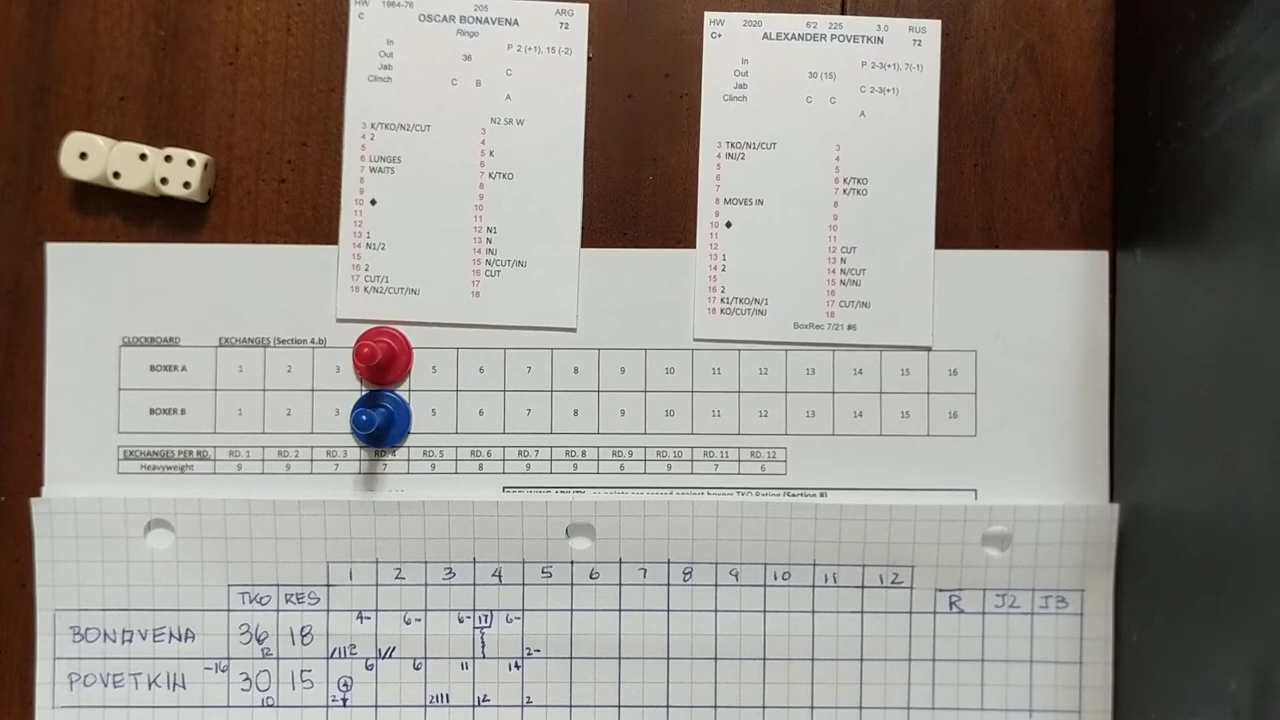 HW 1964-76 205 ARG
C OSCAR BONAVENA 72
Ringo
In P 2 (+1), 15 (-2)
Out 36
Jab C
Clinch C B
A
N2 SR W
3 K/TKO/N2/CUT 3
4 2 4
5 5 K
6 LUNGES 6
7 WAITS 7 K/TKO
8 8
9 9
10 ◆ 10
11 11
12 12 N1
13 1 13 N
14 N1/2 14 INJ
15 15 N/CUT/INJ
16 2 16 CUT
17 CUT/1 17
18 K/N2/CUT/INJ 18
HW 2020 6'2 225 3.0 RUS
C+ ALEXANDER POVETKIN 72
In P 2-3(+1), 7(-1)
Out 30 (15)
Jab C 2-3(+1)
Clinch C C
A
3 TKO/N1/CUT 3
4 INJ/2 4
5 5
6 6 K/TKO
7 7 K/TKO
8 MOVES IN 8
9 9
10 ◆ 10
11 11
12 12 CUT
13 1 13 N
14 2 14 N/CUT
15 15 N/INJ
16 2 16
17 K1/TKO/N/1 17 CUT/INJ
18 KO/CUT/INJ 18
BoxRec 7/21 #6
CLOCKBOARD EXCHANGES (Section 4.b)
BOXER A 1 2 3 5 6 7 8 9 10 11 12 13 14 15 16
BOXER B 1 2 3 5 6 7 8 9 10 11 12 13 14 15 16
EXCHANGES PER RD. RD. 1 RD. 2 RD. 3 RD. 4 RD. 5 RD. 6 RD. 7 RD. 8 RD. 9 RD. 10 RD. 11 RD. 12
Heavyweight 9 9 7 7 9 8 9 9 6 9 7 6
1 2 3 4 5 6 7 8 9 10 11 12
TKO RES R J2 J3
BONAVENA 36 18 4- 6- 6- 17 6-
12 2-
POVETKIN -16 30 15 6 6 11 14
10 4 2 2111 12 2